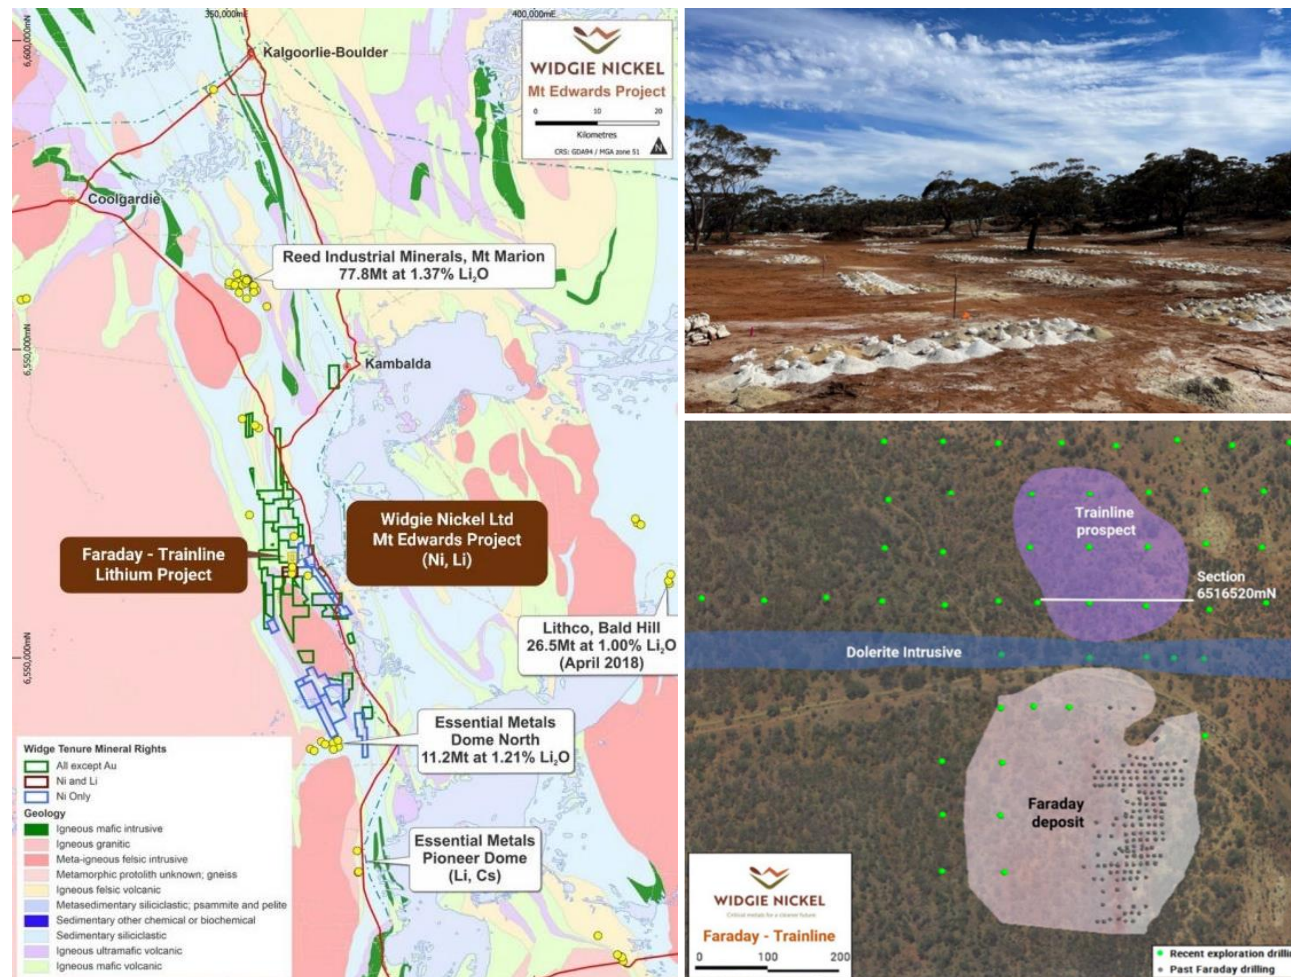 350,000mE
400,000mE
6,600,000mN
Kalgoorlie-Boulder
WIDGIE NICKEL
Mt Edwards Project
0 10 20
Kilometres
CRS: GDA94 / MGA zone 51
N
Coolgardie
Reed Industrial Minerals, Mt Marion
77.8Mt at 1.37% Li₂O
6,550,000mN
Kambalda
Widgie Nickel Ltd
Mt Edwards Project
(Ni, Li)
Faraday - Trainline
Lithium Project
Lithco, Bald Hill
26.5Mt at 1.00% Li₂O
(April 2018)
6,550,000mN
Essential Metals
Dome North
11.2Mt at 1.21% Li₂O
Essential Metals
Pioneer Dome
(Li, Cs)
Widge Tenure Mineral Rights
All except Au
Ni and Li
Ni Only
Geology
Igneous mafic intrusive
Igneous granitic
Meta-igneous felsic intrusive
Metamorphic protolith unknown; gneiss
Igneous felsic volcanic
Metasedimentary siliciclastic; psammite and pelite
Sedimentary other chemical or biochemical
Sedimentary siliciclastic
Igneous ultramafic volcanic
Igneous mafic volcanic
Trainline
prospect
Section
6516520mN
Dolerite Intrusive
Faraday
deposit
WIDGIE NICKEL
Critical metals for a cleaner future
Faraday - Trainline
0 100 200
Recent exploration drilling
Past Faraday drilling